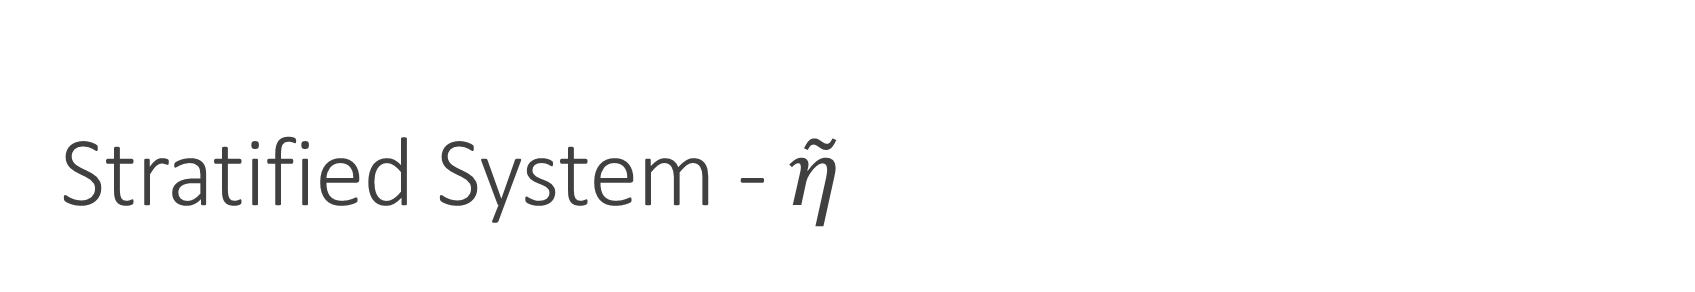 Stratified System - η̃